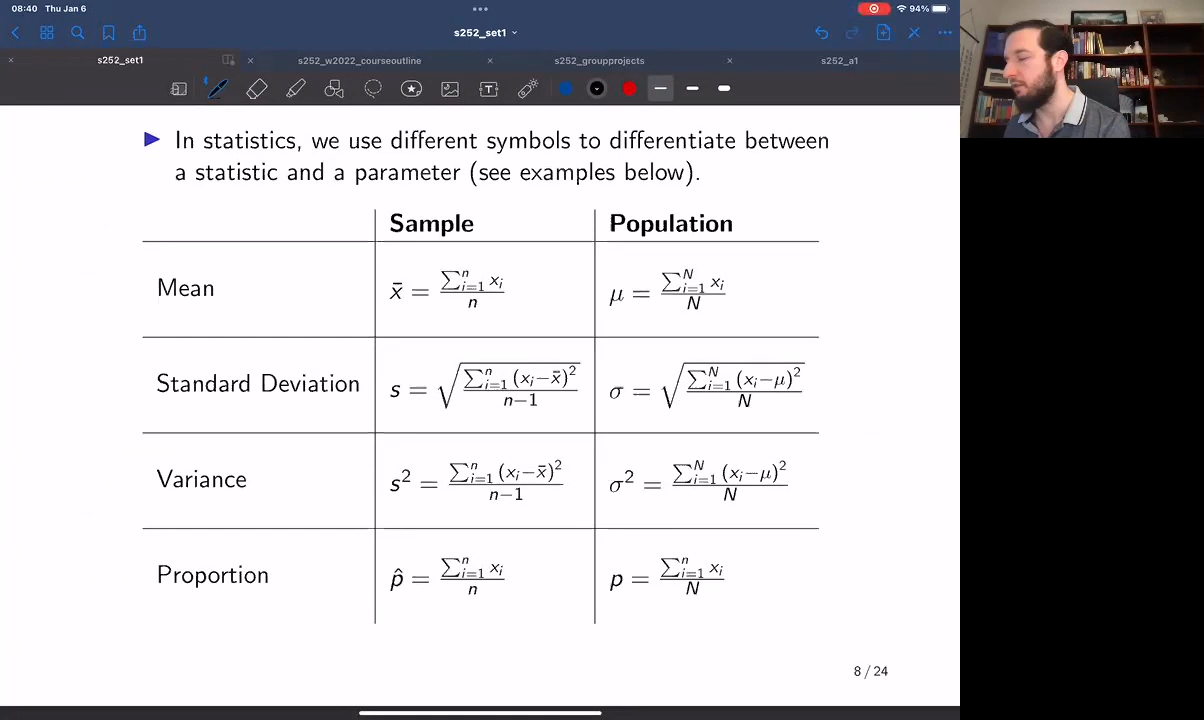 08:40 Thu Jan 6
94%
s252_set1
s252_set1
s252_w2022_courseoutline
s252_groupprojects
s252_a1
In statistics, we use different symbols to differentiate between
a statistic and a parameter (see examples below).
Sample Population
Mean x̄ = ∑ⁿᵢ₌₁ xᵢ / n μ = ∑ᴺᵢ₌₁ xᵢ / N
Standard Deviation s = √(∑ⁿᵢ₌₁ (xᵢ−x̄)² / n−1) σ = √(∑ᴺᵢ₌₁ (xᵢ−μ)² / N)
Variance s² = ∑ⁿᵢ₌₁ (xᵢ−x̄)² / n−1 σ² = ∑ᴺᵢ₌₁ (xᵢ−μ)² / N
Proportion p̂ = ∑ⁿᵢ₌₁ xᵢ / n p = ∑ⁿᵢ₌₁ xᵢ / N
8 / 24